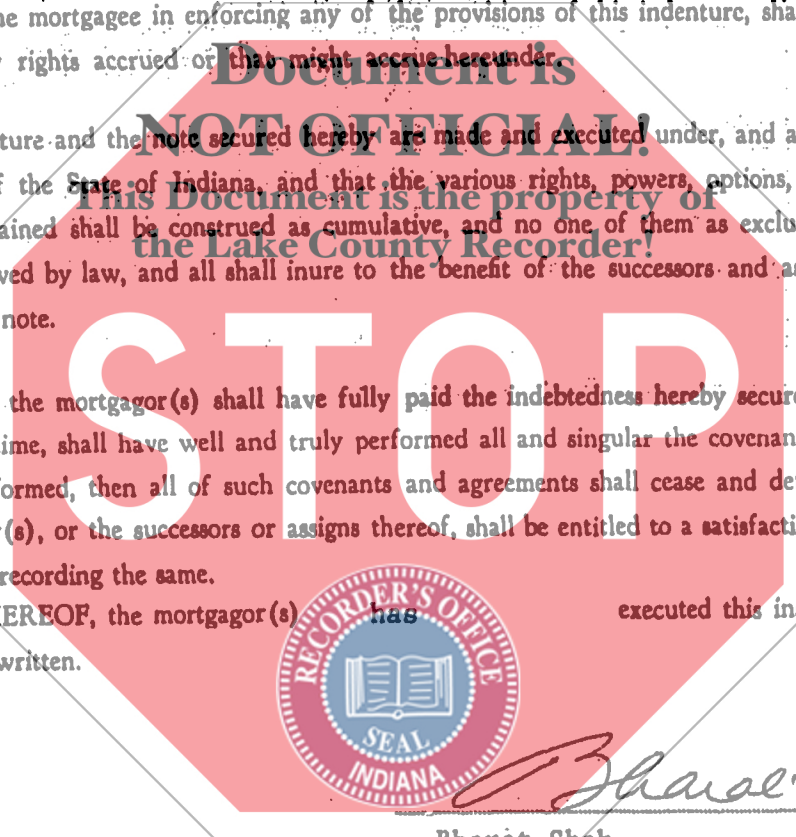 he mortgagee in enforcing any of the provisions of this indenture, sha
rights accrued or that might accrue hereunder.
Document is
NOT OFFICIAL!
ture and the note secured hereby are made and executed under, and a
f the State of Indiana, and that the various rights, powers, options,
This Document is the property of
ained shall be construed as cumulative, and no one of them as exclu
the Lake County Recorder!
ved by law, and all shall inure to the benefit of the successors and as
note.
STOP
the mortgagor(s) shall have fully paid the indebtedness hereby secure
ime, shall have well and truly performed all and singular the covenan
formed, then all of such covenants and agreements shall cease and de
(s), or the successors or assigns thereof, shall be entitled to a satisfacti
recording the same.
EREOF, the mortgagor(s) has executed this in
written.
RECORDER'S OFFICE
SEAL
INDIANA
Bharat
Bharat Shah